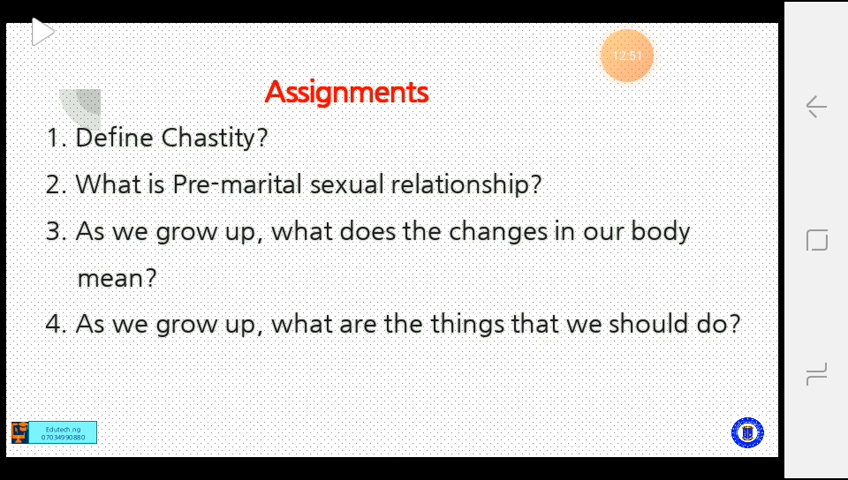 12:51
Assignments
1. Define Chastity?
2. What is Pre-marital sexual relationship?
3. As we grow up, what does the changes in our body
mean?
4. As we grow up, what are the things that we should do?
Edutech.ng
07034990880